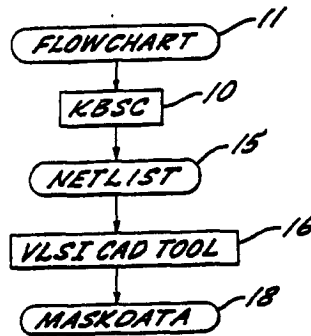 FLOWCHART 11
KBSC 10
NETLIST 15
VLSI CAD TOOL 16
MASKDATA 18